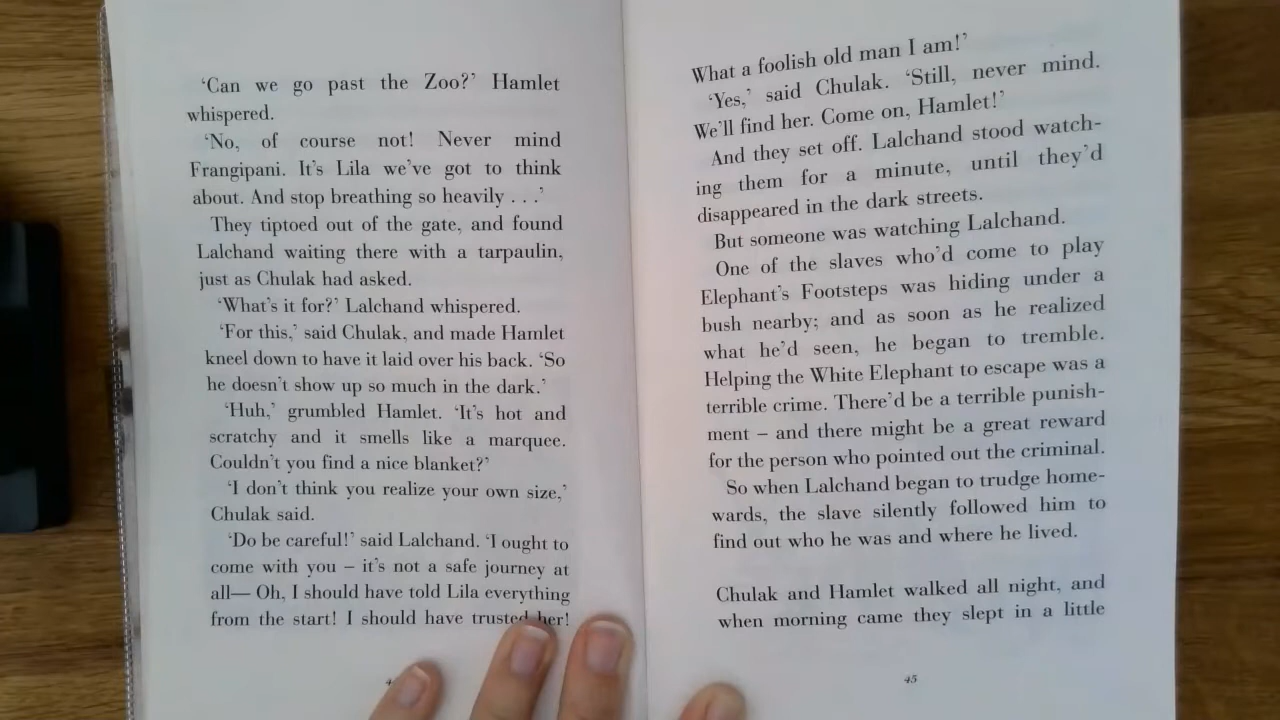 ‘Can we go past the Zoo?’ Hamlet
whispered.
‘No, of course not! Never mind
Frangipani. It’s Lila we’ve got to think
about. And stop breathing so heavily . . .’
They tiptoed out of the gate, and found
Lalchand waiting there with a tarpaulin,
just as Chulak had asked.
‘What’s it for?’ Lalchand whispered.
‘For this,’ said Chulak, and made Hamlet
kneel down to have it laid over his back. ‘So
he doesn’t show up so much in the dark.’
‘Huh,’ grumbled Hamlet. ‘It’s hot and
scratchy and it smells like a marquee.
Couldn’t you find a nice blanket?’
‘I don’t think you realize your own size,’
Chulak said.
‘Do be careful!’ said Lalchand. ‘I ought to
come with you – it’s not a safe journey at
all— Oh, I should have told Lila everything
from the start! I should have trusted her!
What a foolish old man I am!’
‘Yes,’ said Chulak. ‘Still, never mind.
We’ll find her. Come on, Hamlet!’
And they set off. Lalchand stood watch-
ing them for a minute, until they’d
disappeared in the dark streets.
But someone was watching Lalchand.
One of the slaves who’d come to play
Elephant’s Footsteps was hiding under a
bush nearby; and as soon as he realized
what he’d seen, he began to tremble.
Helping the White Elephant to escape was a
terrible crime. There’d be a terrible punish-
ment – and there might be a great reward
for the person who pointed out the criminal.
So when Lalchand began to trudge home-
wards, the slave silently followed him to
find out who he was and where he lived.
Chulak and Hamlet walked all night, and
when morning came they slept in a little
45